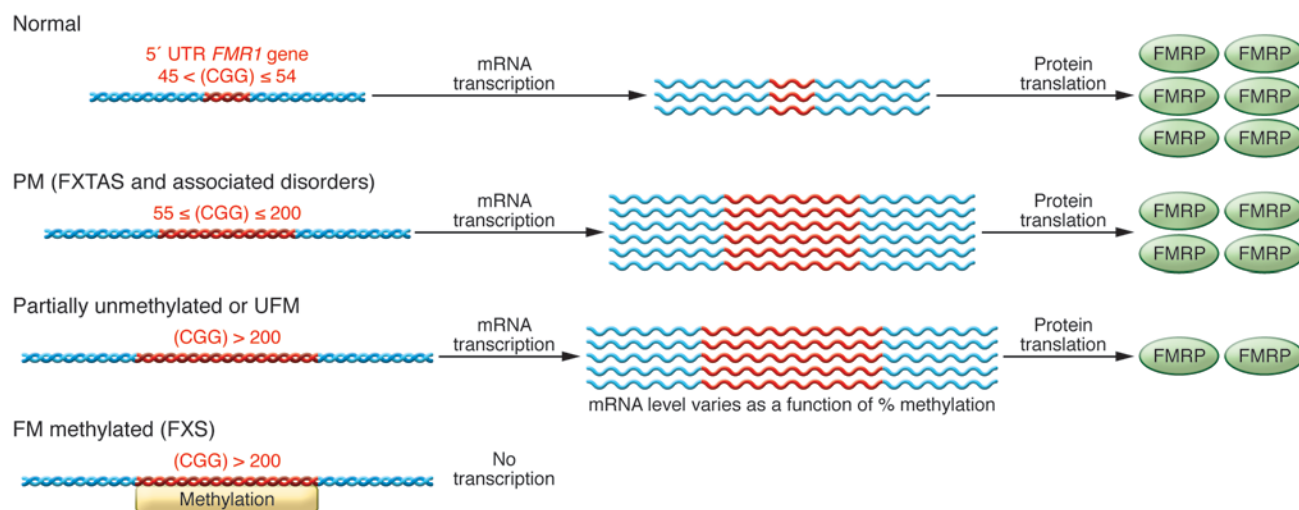 Normal
5´ UTR FMR1 gene
45 < (CGG) ≤ 54
mRNA
transcription
Protein
translation
FMRP FMRP
FMRP FMRP
FMRP FMRP
PM (FXTAS and associated disorders)
55 ≤ (CGG) ≤ 200
mRNA
transcription
Protein
translation
FMRP FMRP
FMRP FMRP
Partially unmethylated or UFM
(CGG) > 200
mRNA
transcription
Protein
translation
FMRP FMRP
mRNA level varies as a function of % methylation
FM methylated (FXS)
(CGG) > 200
No
transcription
Methylation